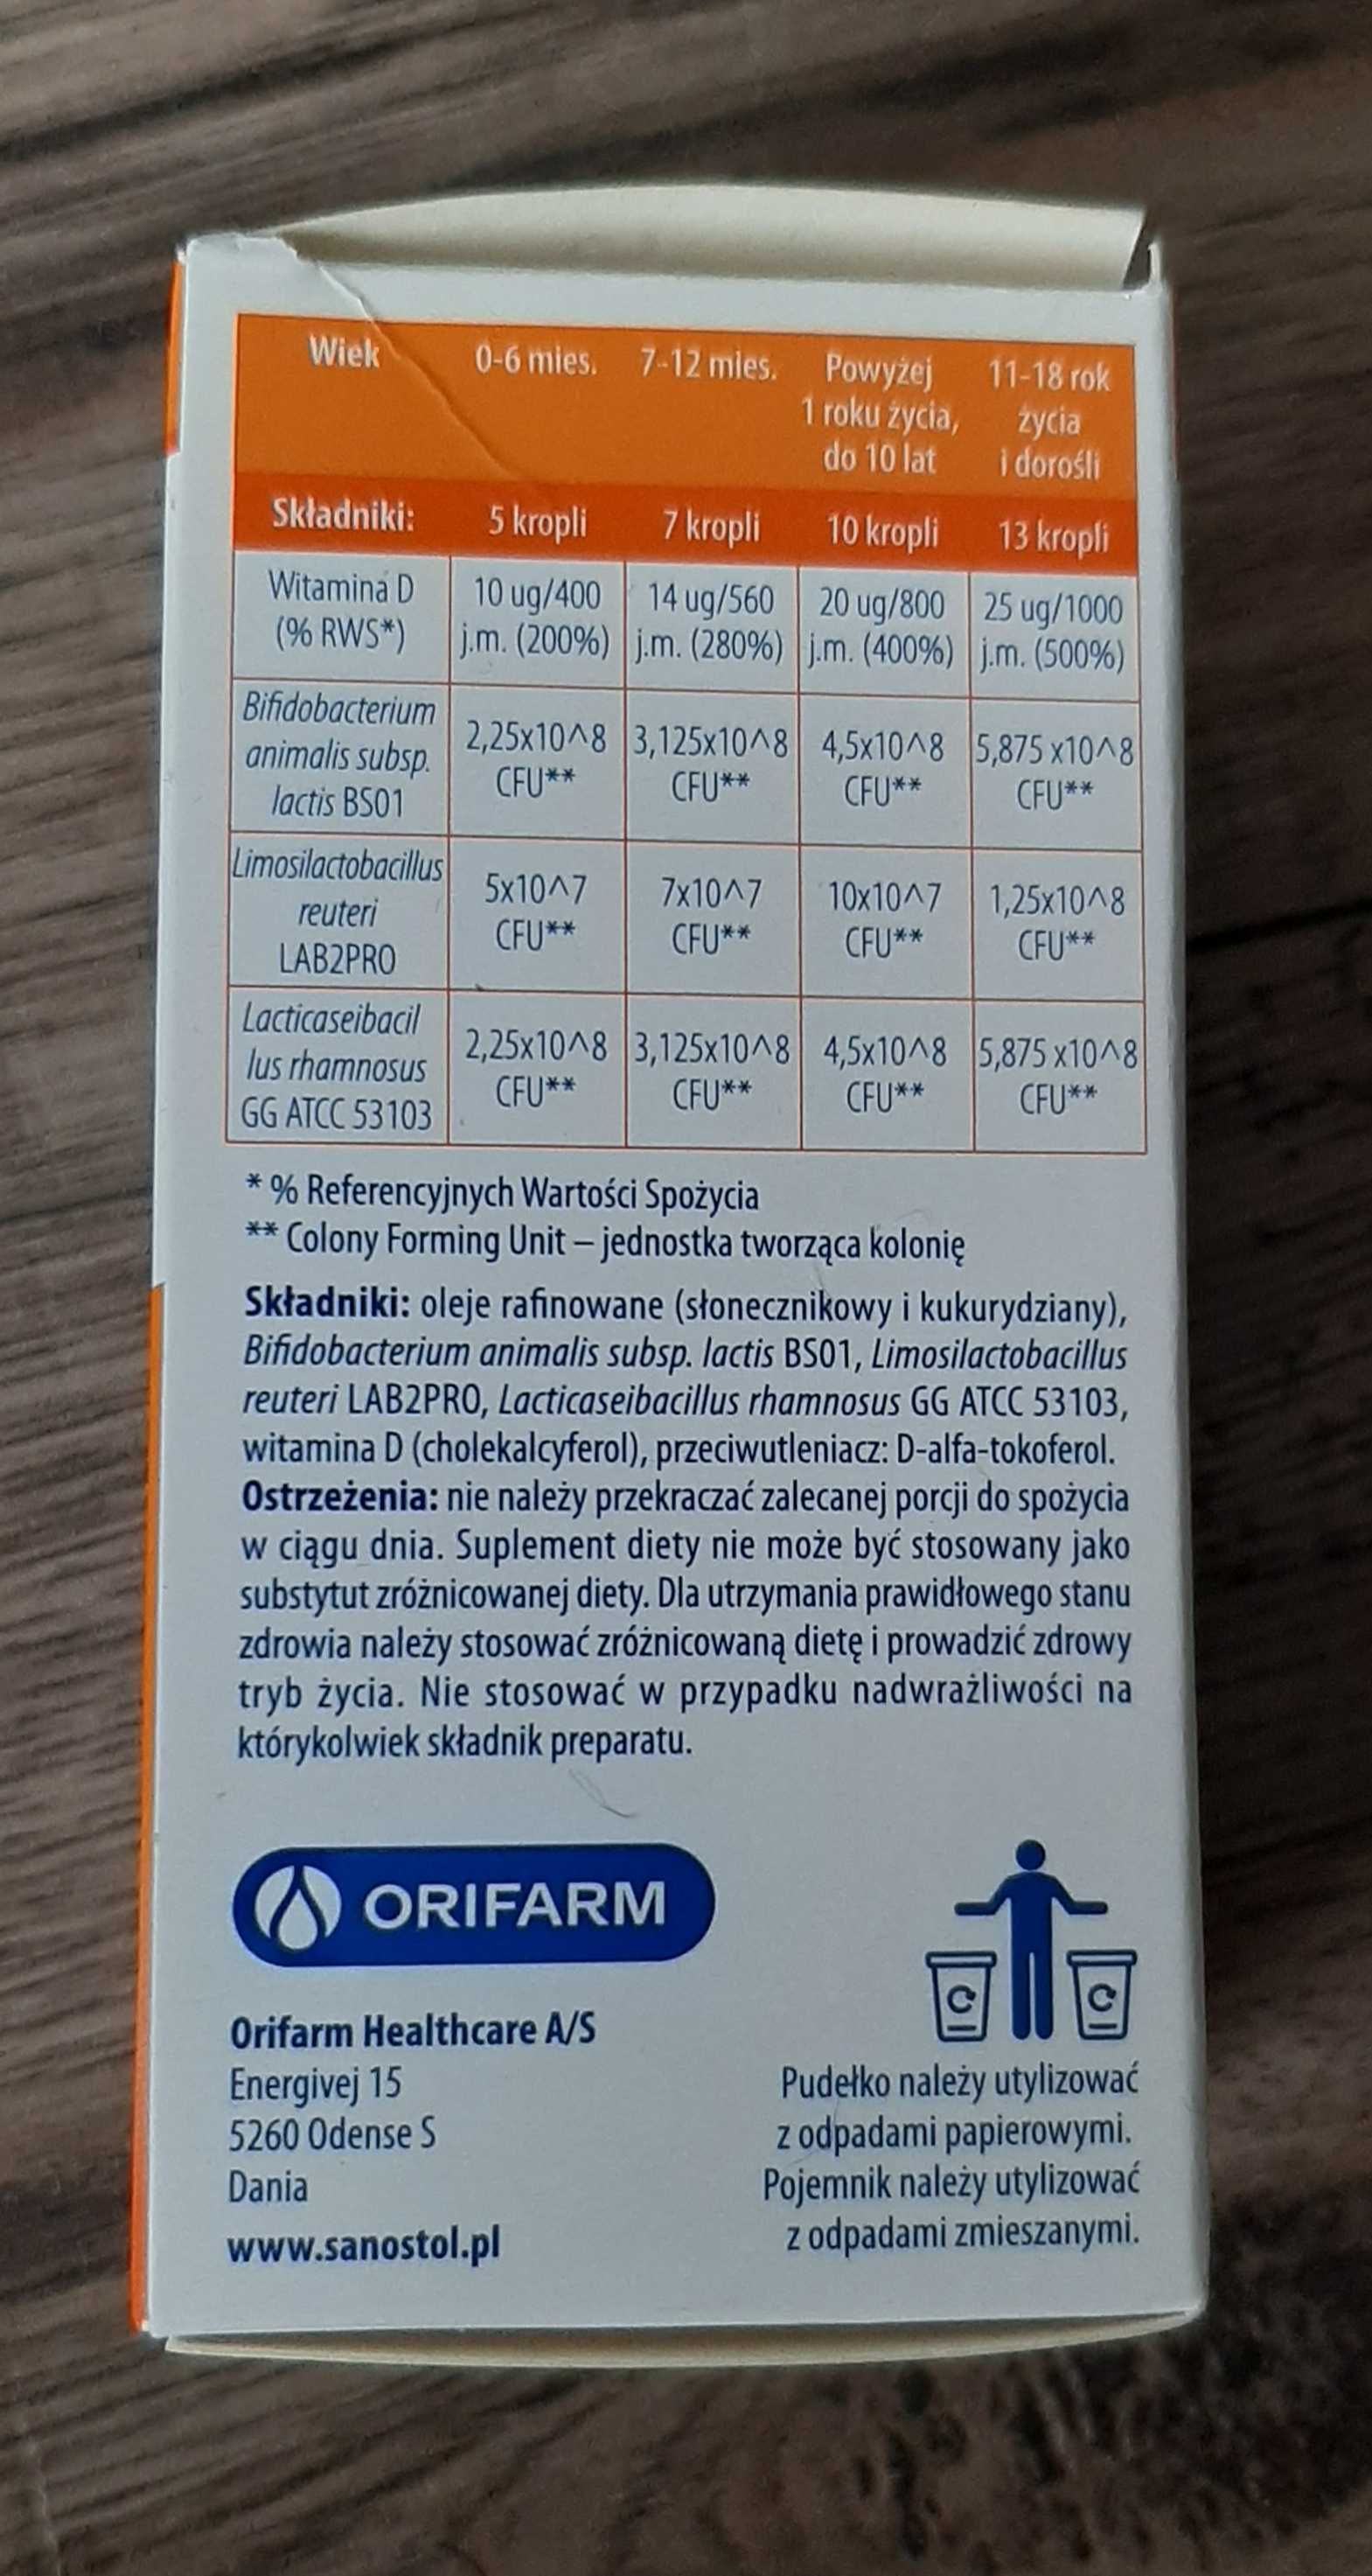 Wiek 0-6 mies. 7-12 mies. Powyżej 11-18 rok
1 roku życia, życia
do 10 lat i dorośli
Składniki: 5 kropli 7 kropli 10 kropli 13 kropli
Witamina D 10 ug/400 14 ug/560 20 ug/800 25 ug/1000
(% RWS*) j.m. (200%) j.m. (280%) j.m. (400%) j.m. (500%)
Bifidobacterium
animalis subsp. 2,25x10^8 3,125x10^8 4,5x10^8 5,875 x10^8
lactis BS01 CFU** CFU** CFU** CFU**
Limosilactobacillus
reuteri 5x10^7 7x10^7 10x10^7 1,25x10^8
LAB2PRO CFU** CFU** CFU** CFU**
Lacticaseibacil
lus rhamnosus 2,25x10^8 3,125x10^8 4,5x10^8 5,875 x10^8
GG ATCC 53103 CFU** CFU** CFU** CFU**
* % Referencyjnych Wartości Spożycia
** Colony Forming Unit – jednostka tworząca kolonię
Składniki: oleje rafinowane (słonecznikowy i kukurydziany),
Bifidobacterium animalis subsp. lactis BS01, Limosilactobacillus
reuteri LAB2PRO, Lacticaseibacillus rhamnosus GG ATCC 53103,
witamina D (cholekalcyferol), przeciwutleniacz: D-alfa-tokoferol.
Ostrzeżenia: nie należy przekraczać zalecanej porcji do spożycia
w ciągu dnia. Suplement diety nie może być stosowany jako
substytut zróżnicowanej diety. Dla utrzymania prawidłowego stanu
zdrowia należy stosować zróżnicowaną dietę i prowadzić zdrowy
tryb życia. Nie stosować w przypadku nadwrażliwości na
którykolwiek składnik preparatu.
ORIFARM
Orifarm Healthcare A/S
Energivej 15
5260 Odense S
Dania
www.sanostol.pl
Pudełko należy utylizować
z odpadami papierowymi.
Pojemnik należy utylizować
z odpadami zmieszanymi.